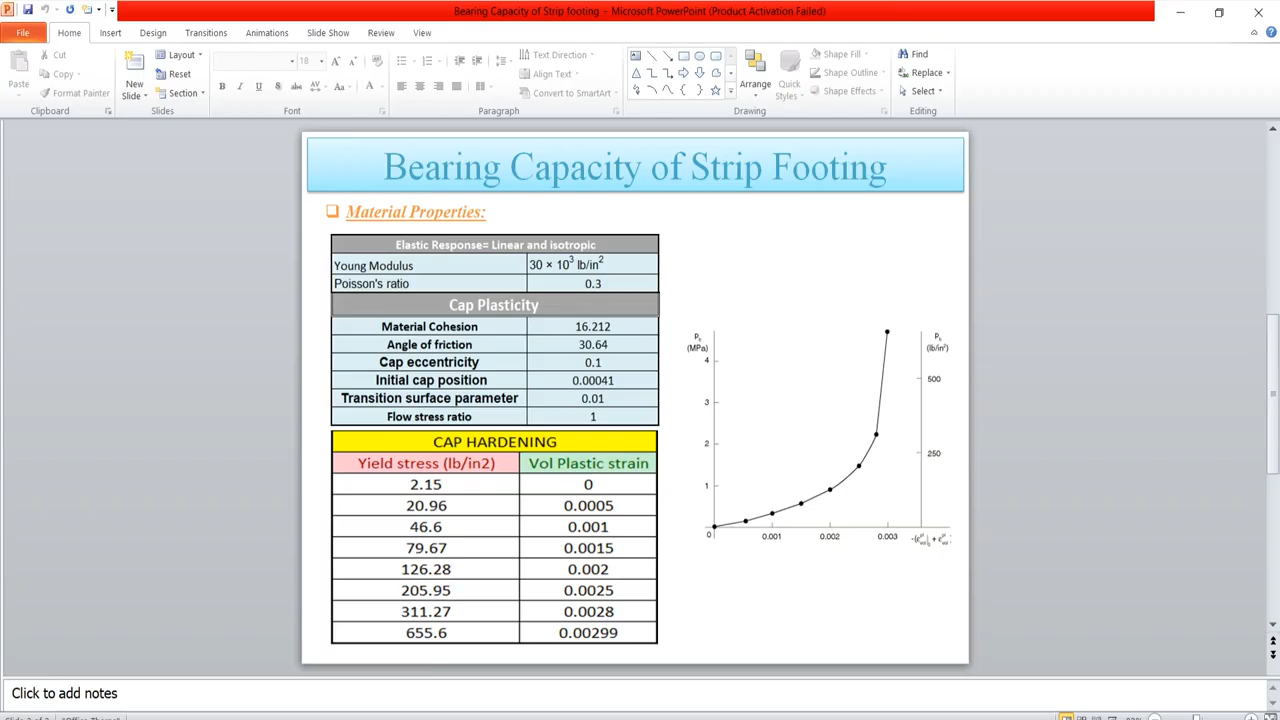 Bearing Capacity of Strip footing - Microsoft PowerPoint (Product Activation Failed)
File Home Insert Design Transitions Animations Slide Show Review View
Cut
Copy
Format Painter
Paste
Clipboard
New
Slide
Layout
Reset
Section
Slides
18
B I U S abc AV Aa A
Font
Text Direction
Align Text
Convert to SmartArt
Paragraph
Arrange
Quick
Styles
Shape Fill
Shape Outline
Shape Effects
Drawing
Find
Replace
Select
Editing
Bearing Capacity of Strip Footing
Material Properties:
Elastic Response= Linear and isotropic
Young Modulus 30 × 10³ lb/in²
Poisson's ratio 0.3
Cap Plasticity
Material Cohesion 16.212
Angle of friction 30.64
Cap eccentricity 0.1
Initial cap position 0.00041
Transition surface parameter 0.01
Flow stress ratio 1
CAP HARDENING
Yield stress (lb/in2) Vol Plastic strain
2.15 0
20.96 0.0005
46.6 0.001
79.67 0.0015
126.28 0.002
205.95 0.0025
311.27 0.0028
655.6 0.00299
(MPa)
(lb/in²)
4
500
3
2
250
1
0 0.001 0.002 0.003
Click to add notes